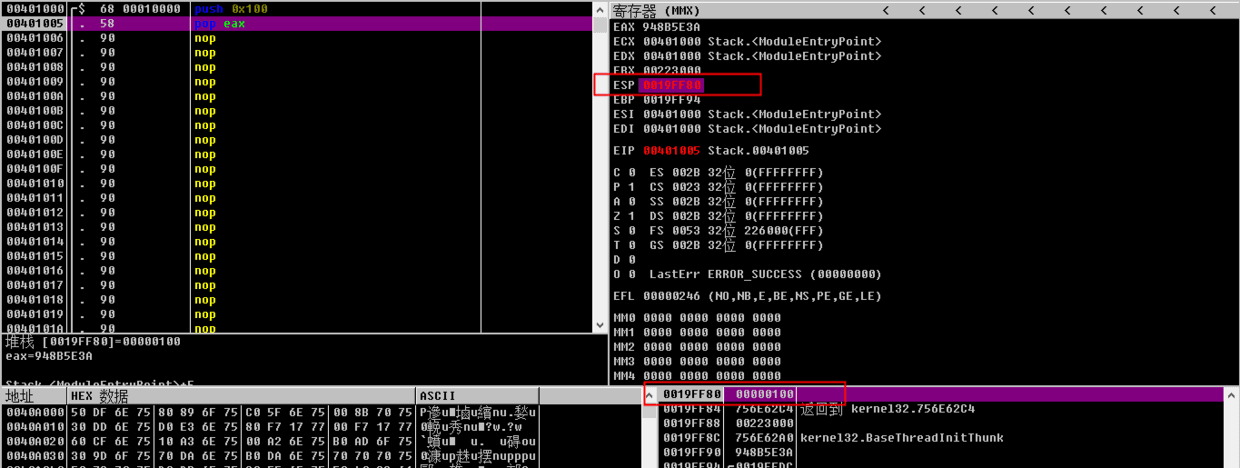 00401000 $ 68 00010000 push 0x100
00401005 . 58 pop eax
00401006 . 90 nop
00401007 . 90 nop
00401008 . 90 nop
00401009 . 90 nop
0040100A . 90 nop
0040100B . 90 nop
0040100C . 90 nop
0040100D . 90 nop
0040100E . 90 nop
0040100F . 90 nop
00401010 . 90 nop
00401011 . 90 nop
00401012 . 90 nop
00401013 . 90 nop
00401014 . 90 nop
00401015 . 90 nop
00401016 . 90 nop
00401017 . 90 nop
00401018 . 90 nop
00401019 . 90 nop
0040101A . 90 nop
堆栈 [0019FF80]=00000100
eax=948B5E3A
Stack.<ModuleEntryPoint>+5
寄存器 (MMX) < < < < < < < < < <
EAX 948B5E3A
ECX 00401000 Stack.<ModuleEntryPoint>
EDX 00401000 Stack.<ModuleEntryPoint>
EBX 00223000
ESP 0019FF80
EBP 0019FF94
ESI 00401000 Stack.<ModuleEntryPoint>
EDI 00401000 Stack.<ModuleEntryPoint>
EIP 00401005 Stack.00401005
C 0 ES 002B 32位 0(FFFFFFFF)
P 1 CS 0023 32位 0(FFFFFFFF)
A 0 SS 002B 32位 0(FFFFFFFF)
Z 1 DS 002B 32位 0(FFFFFFFF)
S 0 FS 0053 32位 226000(FFF)
T 0 GS 002B 32位 0(FFFFFFFF)
D 0
O 0 LastErr ERROR_SUCCESS (00000000)
EFL 00000246 (NO,NB,E,BE,NS,PE,GE,LE)
MM0 0000 0000 0000 0000
MM1 0000 0000 0000 0000
MM2 0000 0000 0000 0000
MM3 0000 0000 0000 0000
MM4 0000 0000 0000 0000
地址 HEX 数据 ASCII
0040A000 50 DF 6E 75 80 89 6F 75 C0 5F 6E 75 00 8B 70 75
0040A010 30 DD 6E 75 D0 E3 6E 75 80 F7 17 77 00 F7 17 77
0040A020 60 CF 6E 75 10 A3 6E 75 00 A2 6E 75 B0 AD 6F 75
0040A030 30 9D 6F 75 70 DA 6E 75 B0 DA 6E 75 70 70 70 75
0019FF80 00000100
0019FF84 756E62C4 返回到 kernel32.756E62C4
0019FF88 00223000
0019FF8C 756E62A0 kernel32.BaseThreadInitThunk
0019FF90 948B5E3A
0019FF94 0019FFDC